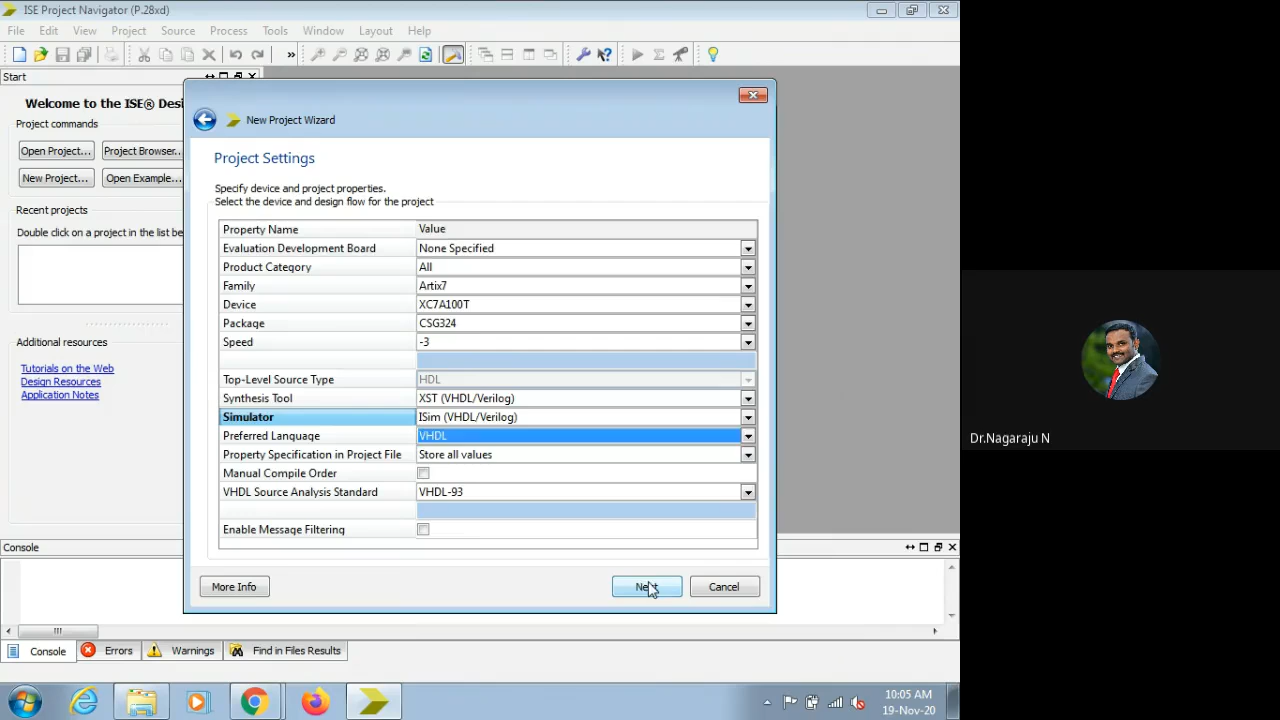 ISE Project Navigator (P.28xd)
File Edit View Project Source Process Tools Window Layout Help
»
Start
Welcome to the ISE® Desi
Project commands
Open Project... Project Browser...
New Project... Open Example...
Recent projects
Double click on a project in the list be
Additional resources
Tutorials on the Web
Design Resources
Application Notes
New Project Wizard
Project Settings
Specify device and project properties.
Select the device and design flow for the project
Property Name Value
Evaluation Development Board None Specified
Product Category All
Family Artix7
Device XC7A100T
Package CSG324
Speed -3
Top-Level Source Type HDL
Synthesis Tool XST (VHDL/Verilog)
Simulator ISim (VHDL/Verilog)
Preferred Language VHDL
Property Specification in Project File Store all values
Manual Compile Order
VHDL Source Analysis Standard VHDL-93
Enable Message Filtering
More Info Next Cancel
Console
Console Errors Warnings Find in Files Results
10:05 AM
19-Nov-20
Dr.Nagaraju N